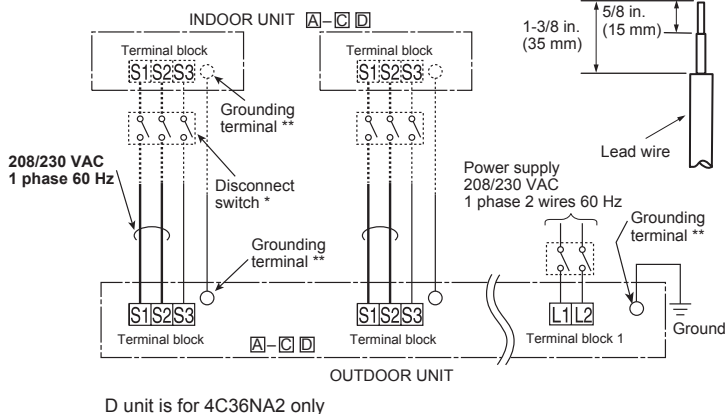 INDOOR UNIT A–C D
5/8 in.
(15 mm)
1-3/8 in.
(35 mm)
Terminal block
S1 S2 S3
Terminal block
S1 S2 S3
Grounding
terminal **
Lead wire
208/230 VAC
1 phase 60 Hz
Disconnect
switch *
Power supply
208/230 VAC
1 phase 2 wires 60 Hz
Grounding
terminal **
Grounding
terminal **
S1 S2 S3
Terminal block
A–C D
S1 S2 S3
Terminal block
L1 L2
Terminal block 1
Ground
OUTDOOR UNIT
D unit is for 4C36NA2 only